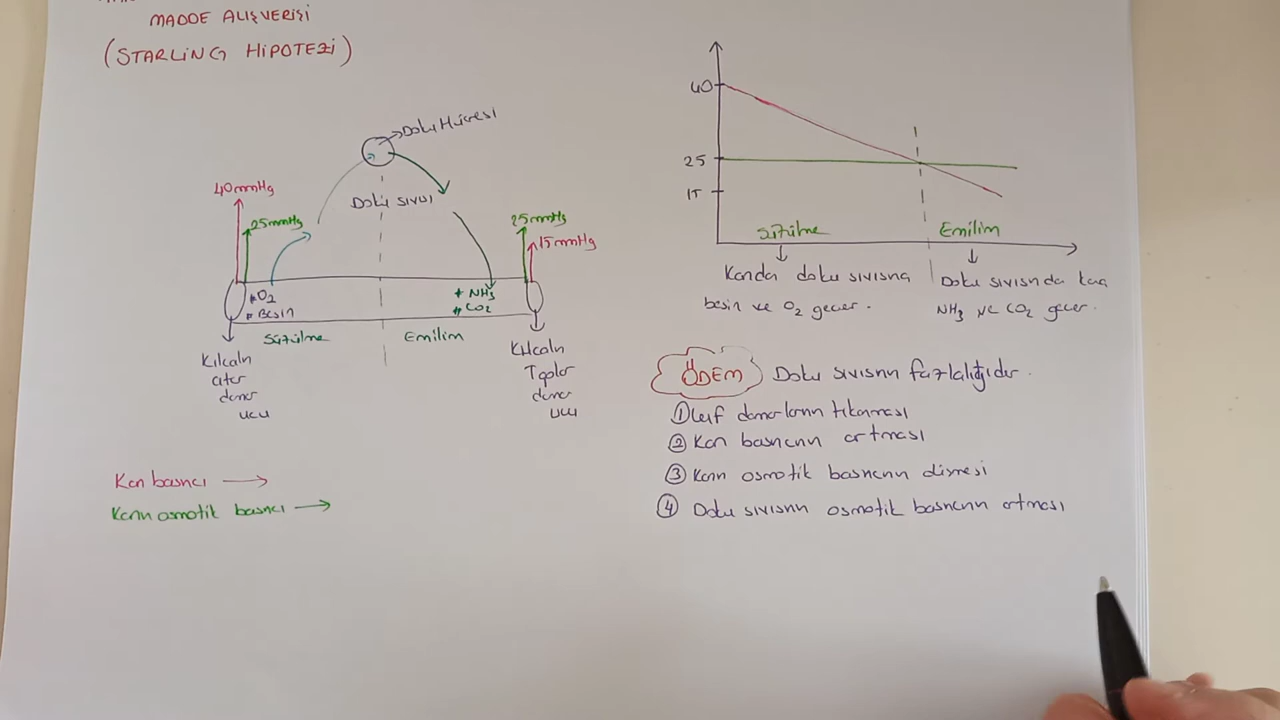 MADDE ALIŞVERİŞİ
(STARLİNG HİPOTEZİ)
Doku Hücresi
40mmHg
25mmHg
Doku sıvısı
25mmHg
15mmHg
* O2
* Besin
* NH3
* CO2
Süzülme
Emilim
Kılcalın
atar
damar
ucu
Kılcalın
Toplar
damar
ucu
Kan basıncı
Kanın osmotik basıncı
40
25
15
Süzülme
Emilim
Kandan doku sıvısına
besin ve O2 geçer.
Doku sıvısından kana
NH3 ve CO2 geçer.
ÖDEM
Doku sıvısının fazlalığıdır.
① Lenf damarlarının tıkanması
② Kan basıncının artması
③ Kanın osmotik basıncının düşmesi
④ Doku sıvısının osmotik basıncının artması